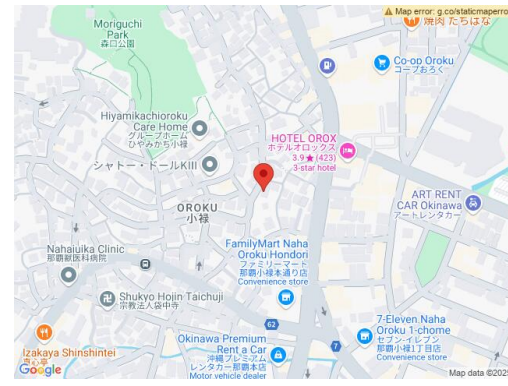 Map error: g.co/staticmaperro
Moriguchi
Park
森口公園
焼肉 たちばな
Co-op Oroku
コープおろく
Hiyamikachioroku
Care Home
グループホーム
ひやみかち小禄
HOTEL OROX
ホテルオロックス
3.9★(423)
3-star hotel
シャトー・ドールKIII
OROKU
小禄
ART RENT
CAR Okinawa
アートレンタカー
FamilyMart Naha
Oroku Hondori
ファミリーマート
那覇小禄本通り店
Convenience store
Nahajuika Clinic
那覇獣医科病院
Shukyo Hojin Taichuji
宗教法人袋中寺
62
7-Eleven Naha
Oroku 1-chome
セブン-イレブン
那覇小禄1丁目店
Convenience store
Okinawa Premium
Rent a Car
沖縄プレミアム
レンタカー那覇本店
Motor vehicle dealer
Izakaya Shinshintei
Google
Map data ©2025